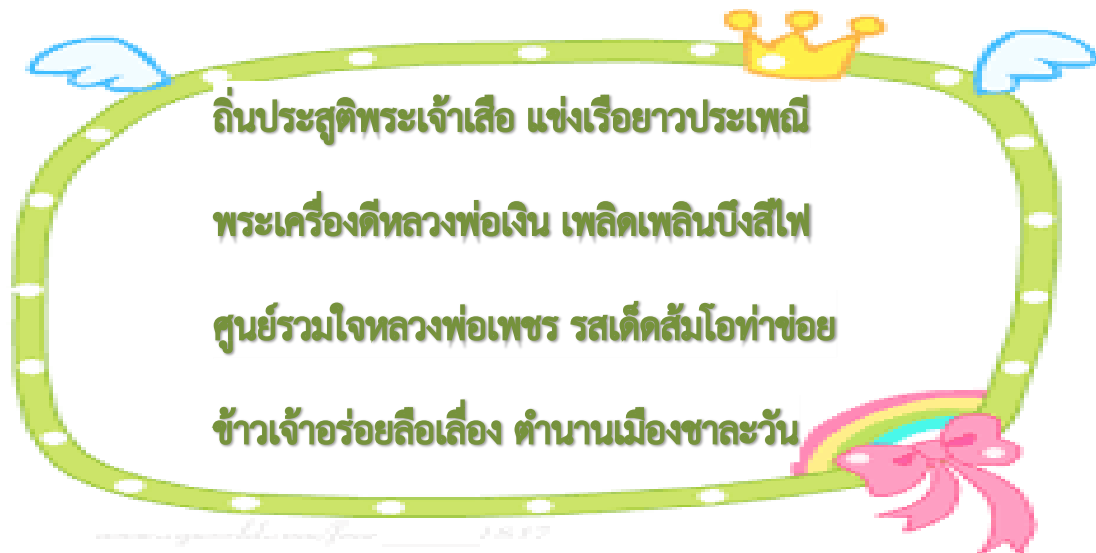 ถิ่นประสูติพระเจ้าเสือ แข่งเรือยาวประเพณี
พระเครื่องดีหลวงพ่อเงิน เพลิดเพลินบึงสีไฟ
ศูนย์รวมใจหลวงพ่อเพชร รสเด็ดส้มโอท่าข่อย
ข้าวเจ้าอร่อยลือเลื่อง ตำนานเมืองชาละวัน